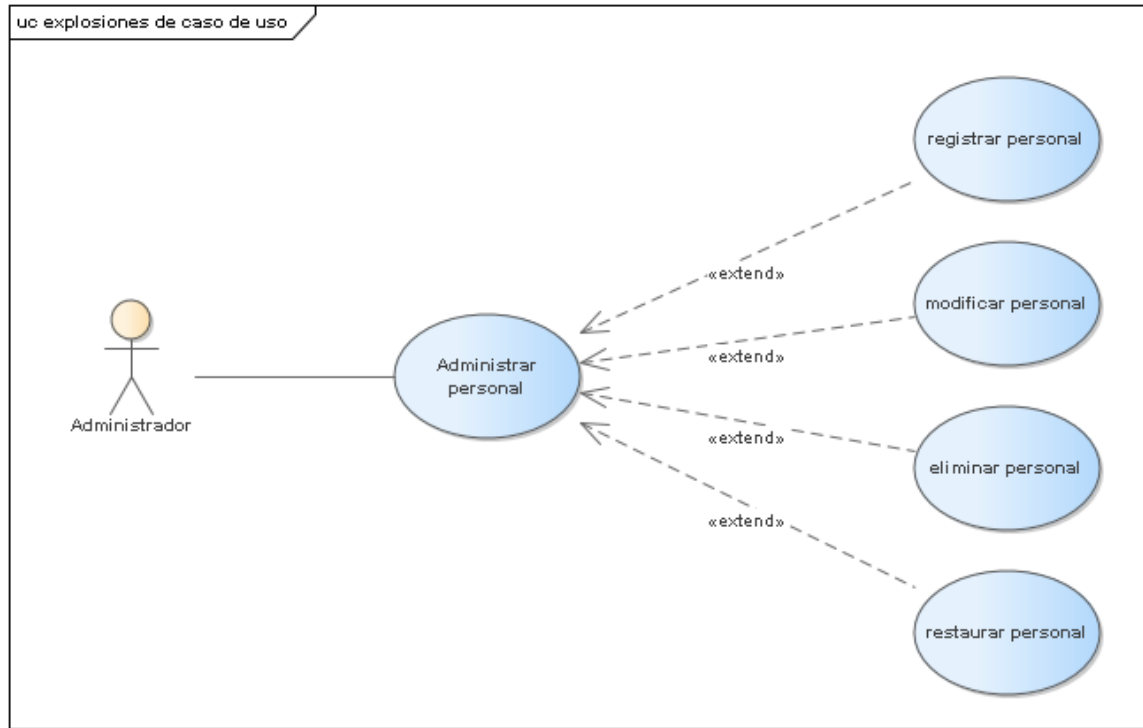 uc explosiones de caso de uso
registrar personal
«extend»
modificar personal
«extend»
Administrar
personal
Administrador
«extend»
eliminar personal
«extend»
restaurar personal